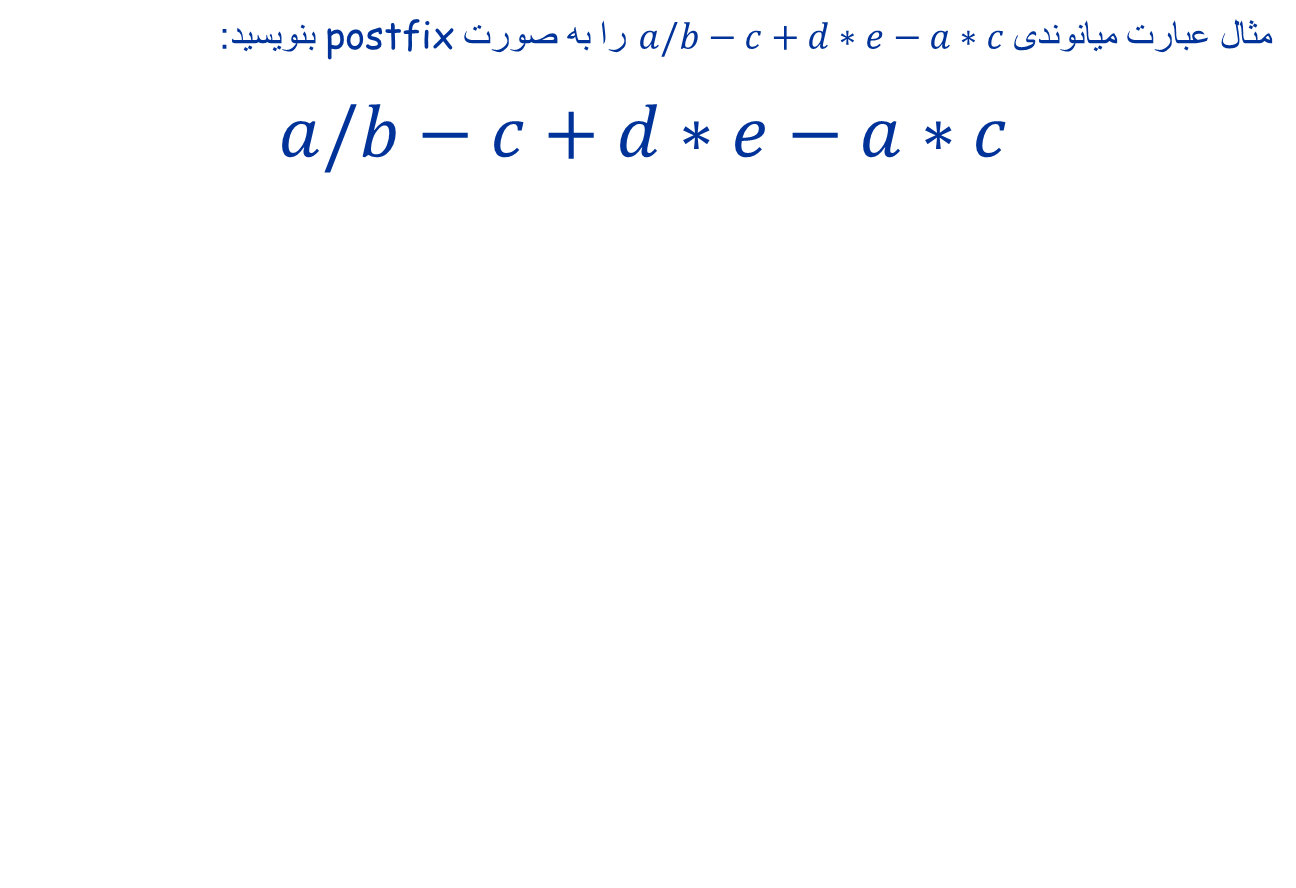 مثال عبارت میانوندی a/b − c + d ∗ e − a ∗ c را به صورت postfix بنویسید:
a/b − c + d ∗ e − a ∗ c